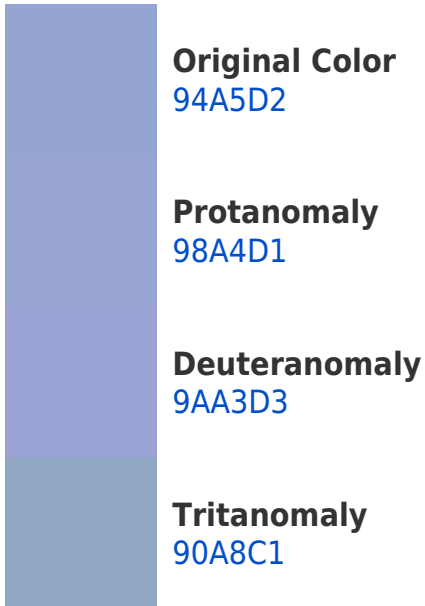 Original Color
94A5D2
Protanomaly
98A4D1
Deuteranomaly
9AA3D3
Tritanomaly
90A8C1